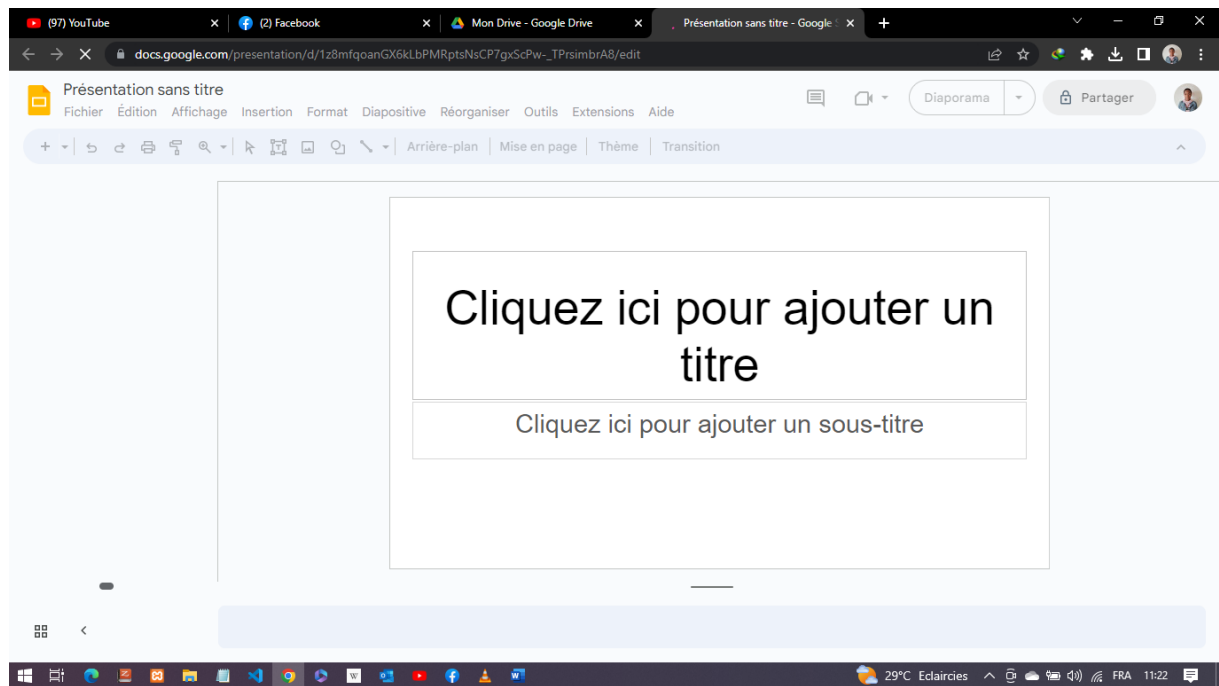 (97) YouTube
(2) Facebook
Mon Drive - Google Drive
Présentation sans titre - Google S
docs.google.com/presentation/d/1z8mfqoanGX6kLbPMRptsNsCP7gxScPw-_TPrsimbrA8/edit
Présentation sans titre
Fichier Édition Affichage Insertion Format Diapositive Réorganiser Outils Extensions Aide
Diaporama
Partager
Arrière-plan Mise en page Thème Transition
Cliquez ici pour ajouter un
titre
Cliquez ici pour ajouter un sous-titre
29°C Eclaircies
FRA
11:22